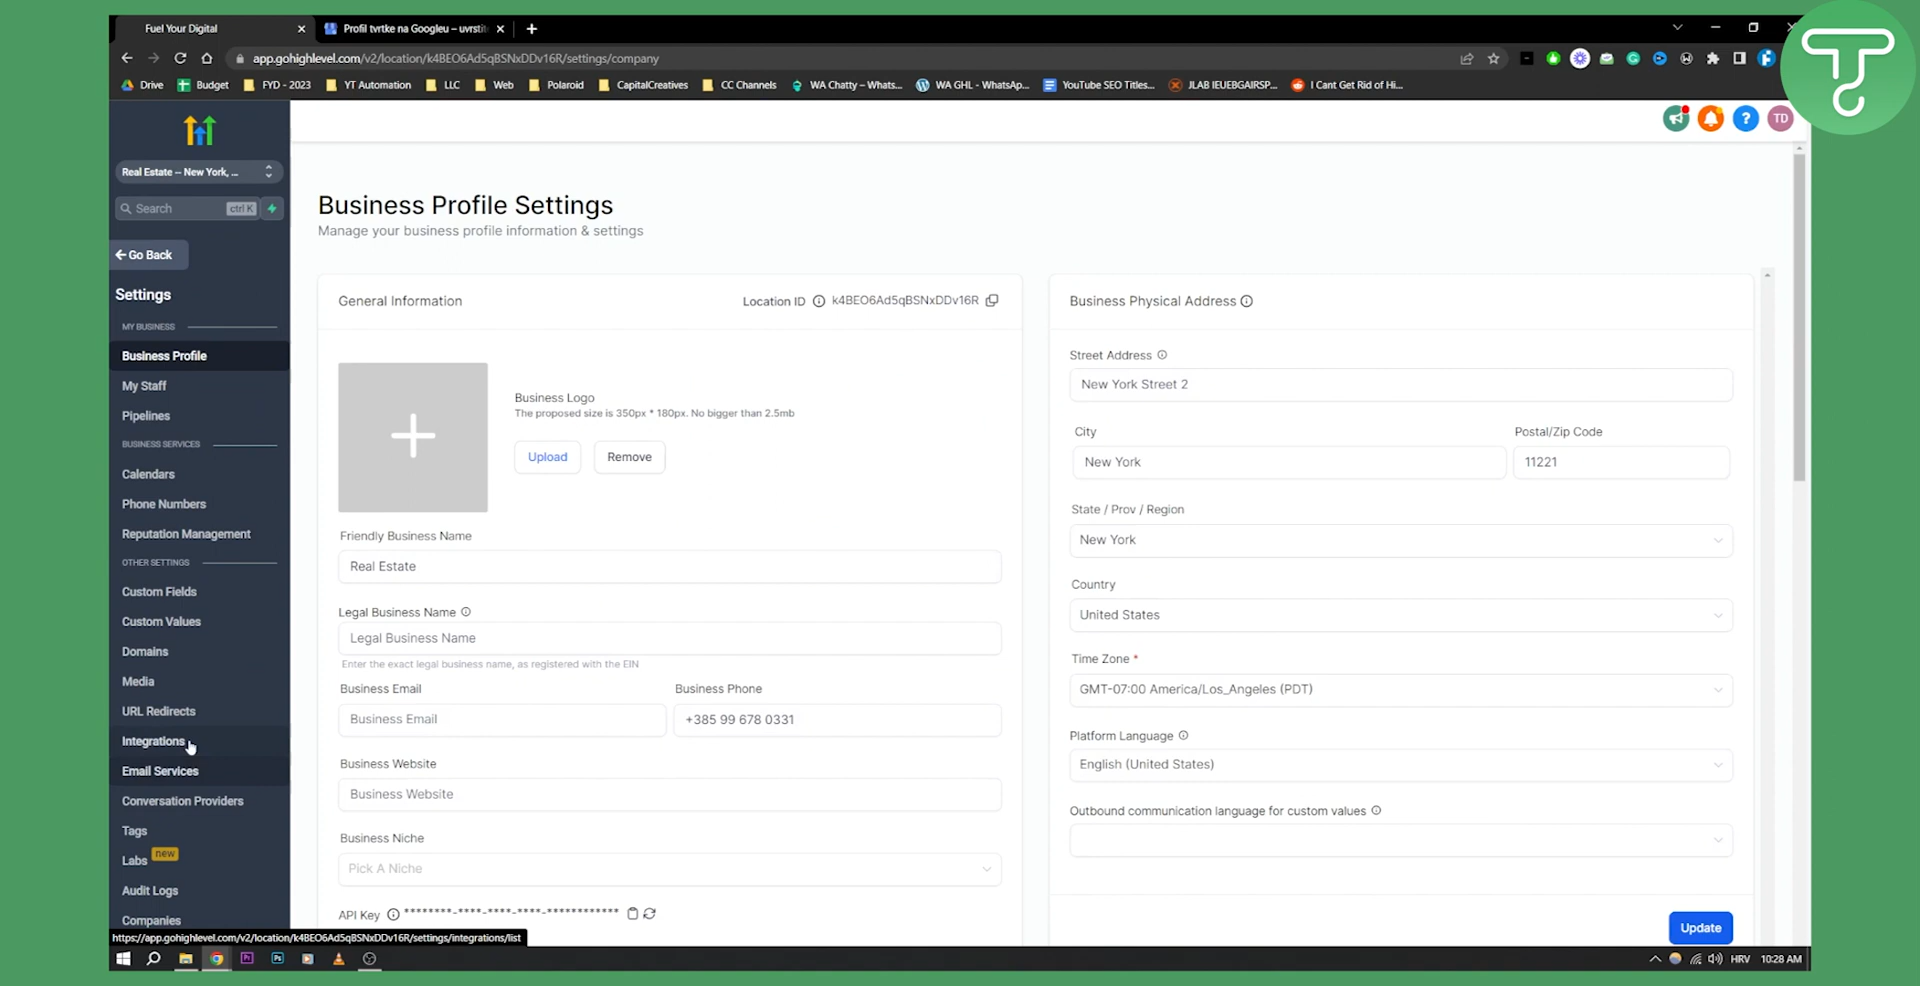 Fuel Your Digital
Profil tvrtke na Googleu – uvrstit
app.gohighlevel.com/v2/location/k4BEO6Ad5qBSNxDDv16R/settings/company
Drive
Budget
FYD - 2023
YT Automation
LLC
Web
Polaroid
CapitalCreatives
CC Channels
WA Chatty – Whats...
WA GHL - WhatsAp...
YouTube SEO Titles...
JLAB IEUEBGAIRSP...
I Cant Get Rid of Hi...
TD
Real Estate -- New York, ...
Search
ctrl K
Go Back
Settings
MY BUSINESS
Business Profile
My Staff
Pipelines
BUSINESS SERVICES
Calendars
Phone Numbers
Reputation Management
OTHER SETTINGS
Custom Fields
Custom Values
Domains
Media
URL Redirects
Integrations
Email Services
Conversation Providers
Tags
Labs new
Audit Logs
Companies
Business Profile Settings
Manage your business profile information & settings
General Information
Location ID k4BEO6Ad5qBSNxDDv16R
Business Logo
The proposed size is 350px * 180px. No bigger than 2.5mb
Upload
Remove
Friendly Business Name
Real Estate
Legal Business Name
Legal Business Name
Enter the exact legal business name, as registered with the EIN
Business Email
Business Phone
Business Email
+385 99 678 0331
Business Website
Business Website
Business Niche
Pick A Niche
API Key ********-****-****-****-************
Business Physical Address
Street Address
New York Street 2
City
Postal/Zip Code
New York
11221
State / Prov / Region
New York
Country
United States
Time Zone *
GMT-07:00 America/Los_Angeles (PDT)
Platform Language
English (United States)
Outbound communication language for custom values
Update
https://app.gohighlevel.com/v2/location/k4BEO6Ad5qBSNxDDv16R/settings/integrations/list
HRV
10:28 AM